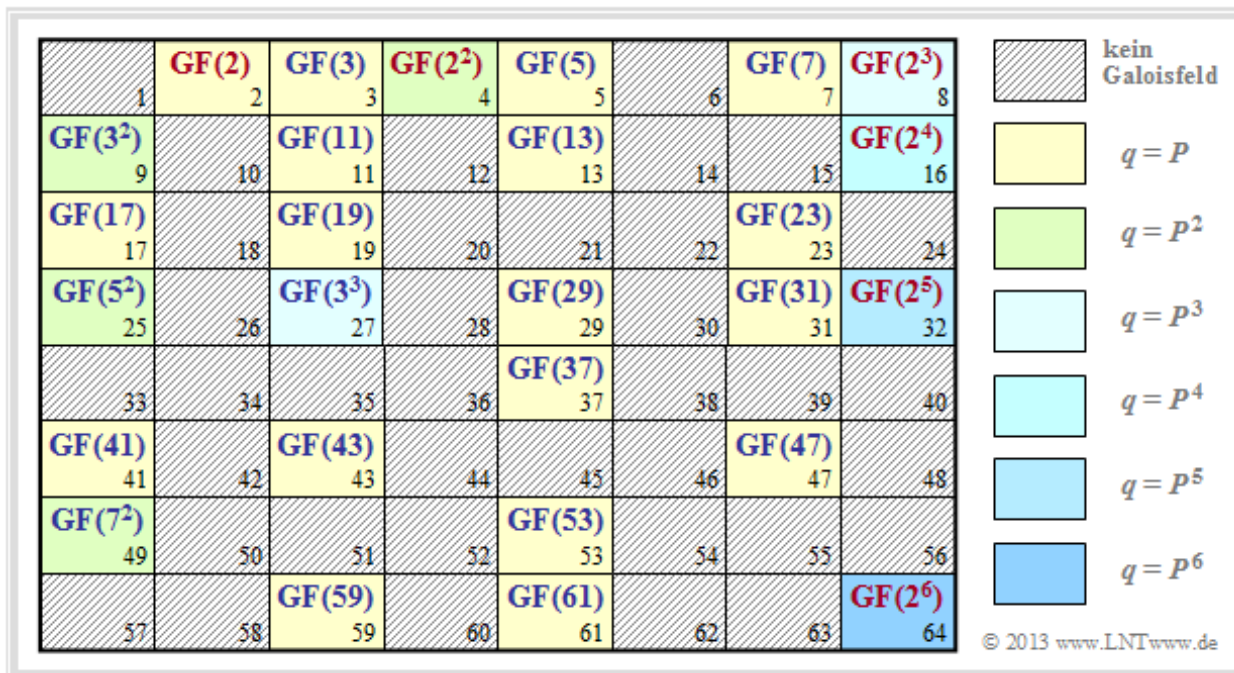 GF(2) GF(3) GF(2²) GF(5) GF(7) GF(2³)
1 2 3 4 5 6 7 8
GF(3²) GF(11) GF(13) GF(2⁴)
9 10 11 12 13 14 15 16
GF(17) GF(19) GF(23)
17 18 19 20 21 22 23 24
GF(5²) GF(3³) GF(29) GF(31) GF(2⁵)
25 26 27 28 29 30 31 32
GF(37)
33 34 35 36 37 38 39 40
GF(41) GF(43) GF(47)
41 42 43 44 45 46 47 48
GF(7²) GF(53)
49 50 51 52 53 54 55 56
GF(59) GF(61) GF(2⁶)
57 58 59 60 61 62 63 64
kein
Galoisfeld
q = P
q = P²
q = P³
q = P⁴
q = P⁵
q = P⁶
© 2013 www.LNTwww.de